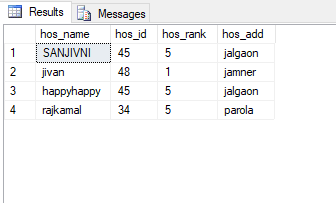 Results Messages
hos_name hos_id hos_rank hos_add
1 SANJIVNI 45 5 jalgaon
2 jivan 48 1 jamner
3 happyhappy 45 5 jalgaon
4 rajkamal 34 5 parola